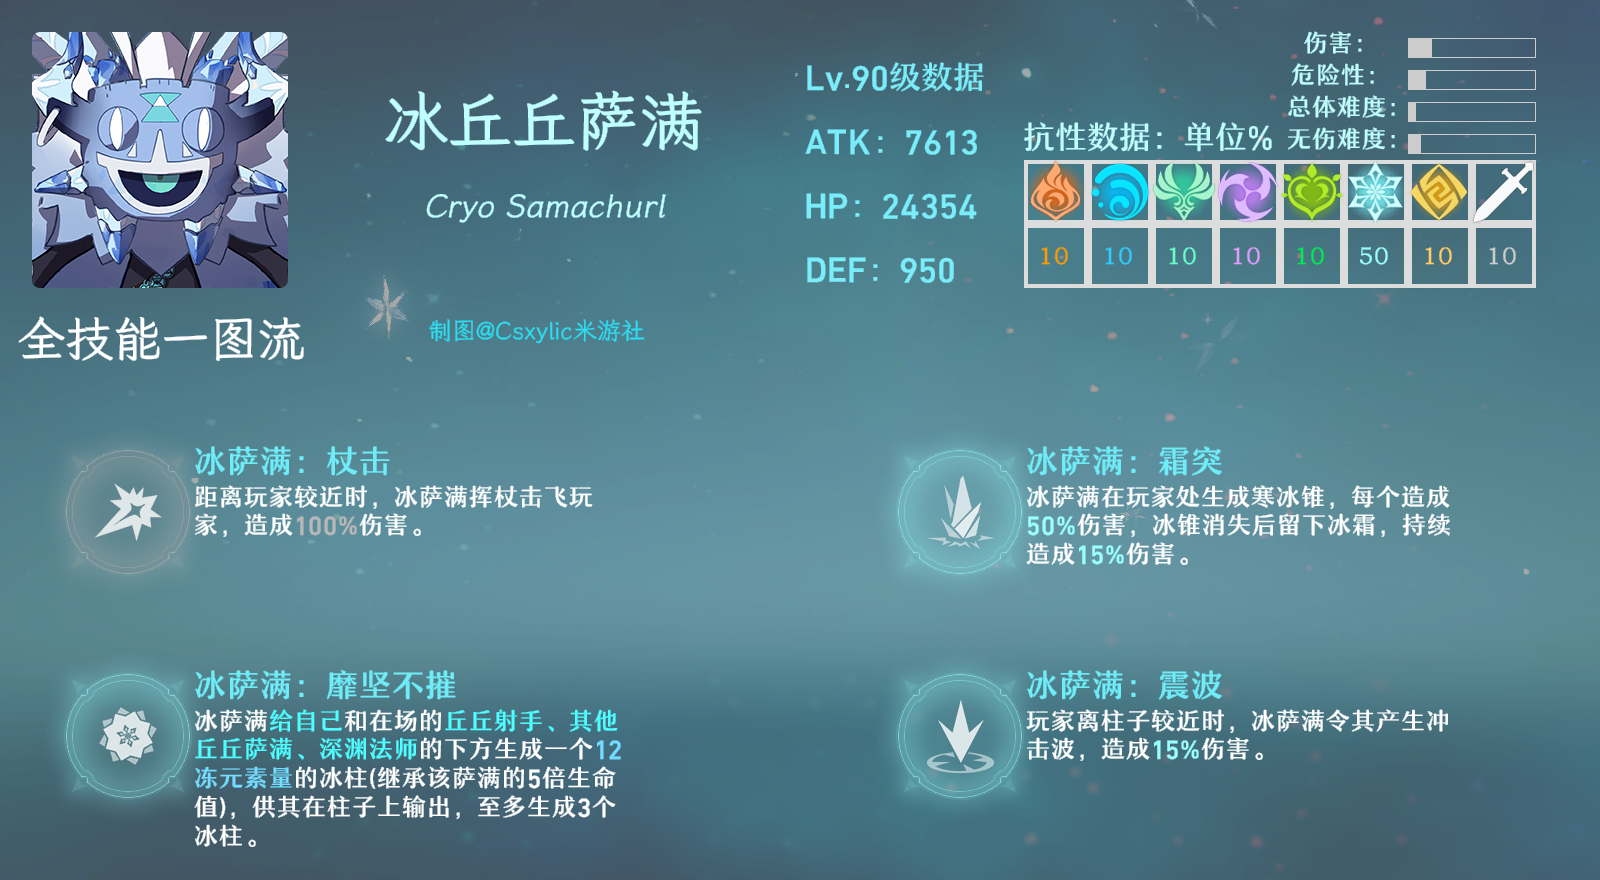 冰丘丘萨满
Cryo Samachurl
全技能一图流
制图@Csxylic米游社
Lv.90级数据
ATK：7613
HP：24354
DEF：950
伤害：
危险性：
总体难度：
无伤难度：
抗性数据：单位%
10 10 10 10 10 50 10 10
冰萨满：杖击
距离玩家较近时，冰萨满挥杖击飞玩
家，造成100%伤害。
冰萨满：霜突
冰萨满在玩家处生成寒冰锥，每个造成
50%伤害，冰锥消失后留下冰霜，持续
造成15%伤害。
冰萨满：靡坚不摧
冰萨满给自己和在场的丘丘射手、其他
丘丘萨满、深渊法师的下方生成一个12
冻元素量的冰柱(继承该萨满的5倍生命
值)，供其在柱子上输出，至多生成3个
冰柱。
冰萨满：震波
玩家离柱子较近时，冰萨满令其产生冲
击波，造成15%伤害。